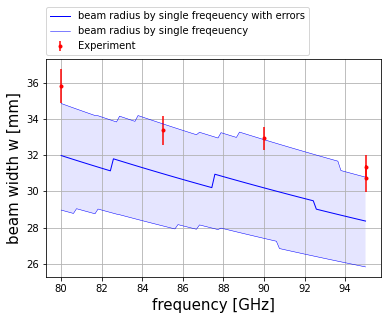 beam radius by single freqeuency with errors
beam radius by single freqeuency
Experiment
36
34
32
30
28
26
beam width w [mm]
80 82 84 86 88 90 92 94
frequency [GHz]